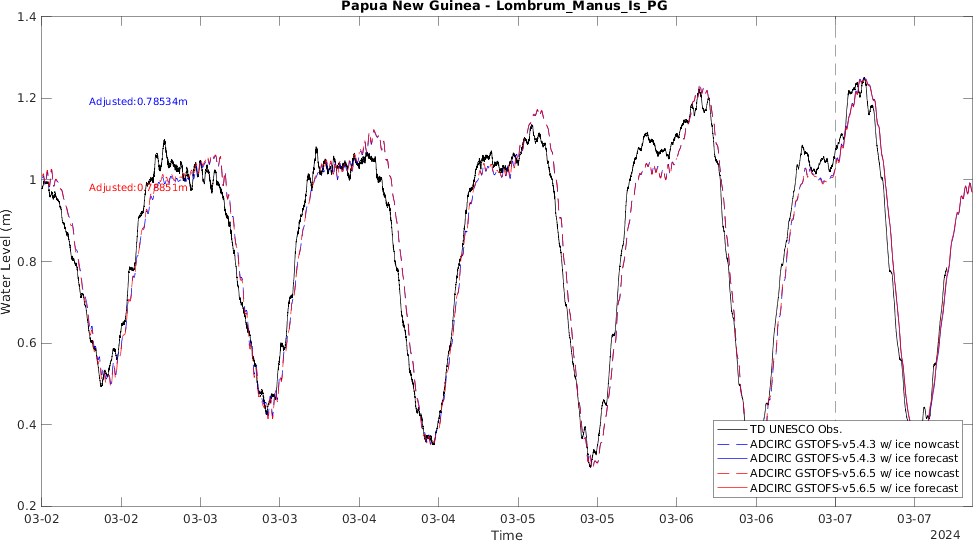 Papua New Guinea - Lombrum_Manus_Is_PG
1.4
1.2
1
0.8
0.6
0.4
0.2
Water Level (m)
Adjusted:0.78534m
Adjusted:0.78851m
TD UNESCO Obs.
ADCIRC GSTOFS-v5.4.3 w/ ice nowcast
ADCIRC GSTOFS-v5.4.3 w/ ice forecast
ADCIRC GSTOFS-v5.6.5 w/ ice nowcast
ADCIRC GSTOFS-v5.6.5 w/ ice forecast
03-02 03-02 03-03 03-03 03-04 03-04 03-05 03-05 03-06 03-06 03-07 03-07
Time
2024